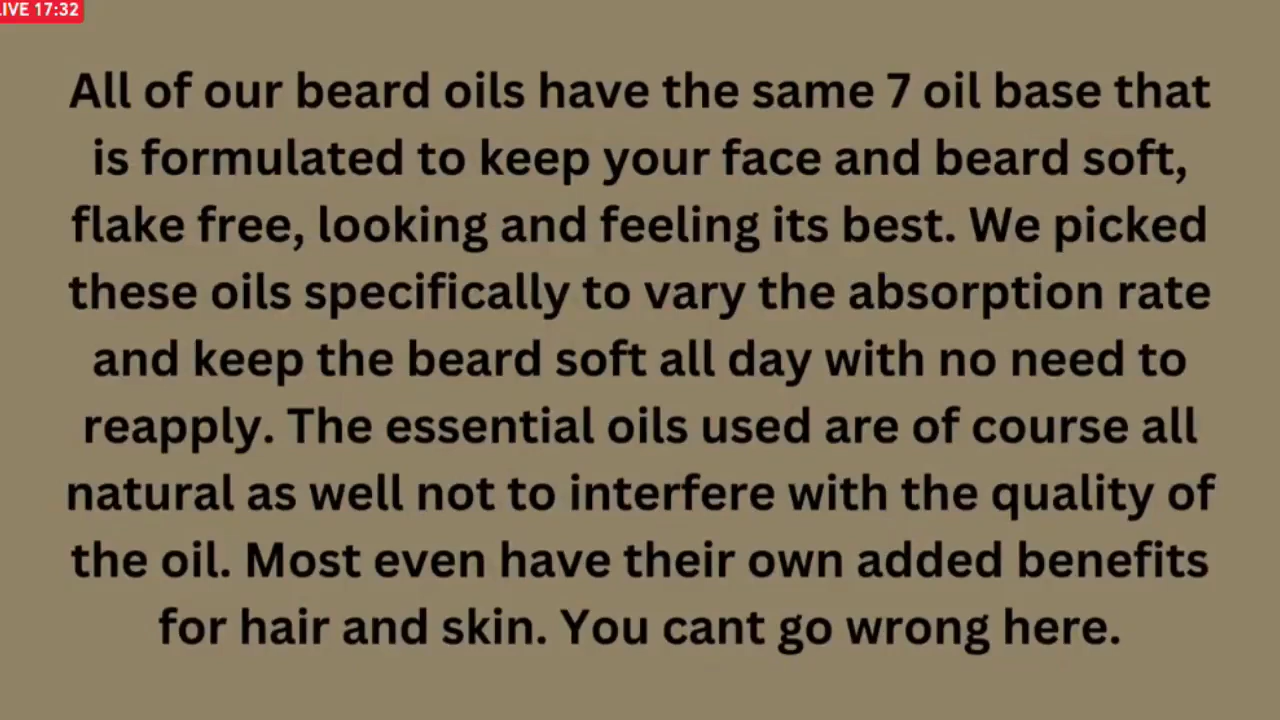 LIVE 17:32
All of our beard oils have the same 7 oil base that
is formulated to keep your face and beard soft,
flake free, looking and feeling its best. We picked
these oils specifically to vary the absorption rate
and keep the beard soft all day with no need to
reapply. The essential oils used are of course all
natural as well not to interfere with the quality of
the oil. Most even have their own added benefits
for hair and skin. You cant go wrong here.